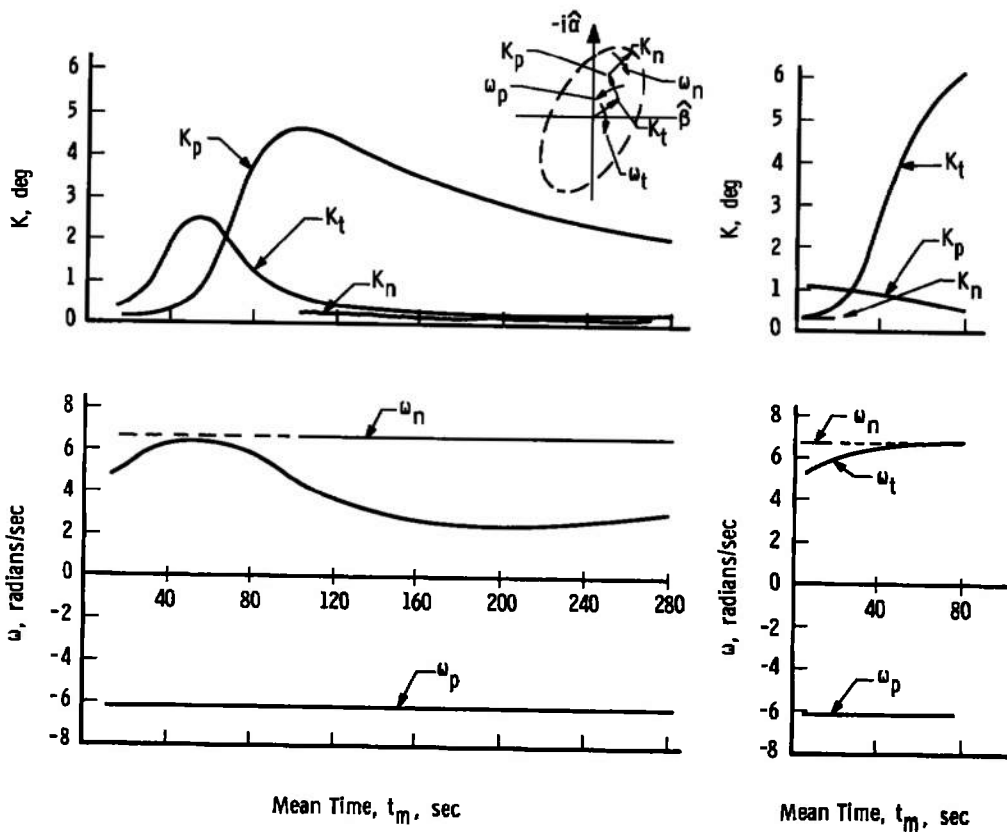 K, deg
6
5
4
3
2
1
0
K_p
K_t
K_n
-iα̂
K_p
K_n
ω_p
ω_n
β̂
K_t
ω_t
K, deg
6
5
4
3
2
1
0
K_t
K_p
K_n
ω, radians/sec
8
6
4
2
0
-2
-4
-6
-8
ω_n
40 80 120 160 200 240 280
ω_p
Mean Time, t_m, sec
ω, radians/sec
8
6
4
2
0
-2
-4
-6
-8
ω_n
ω_t
40 80
ω_p
Mean Time, t_m, sec